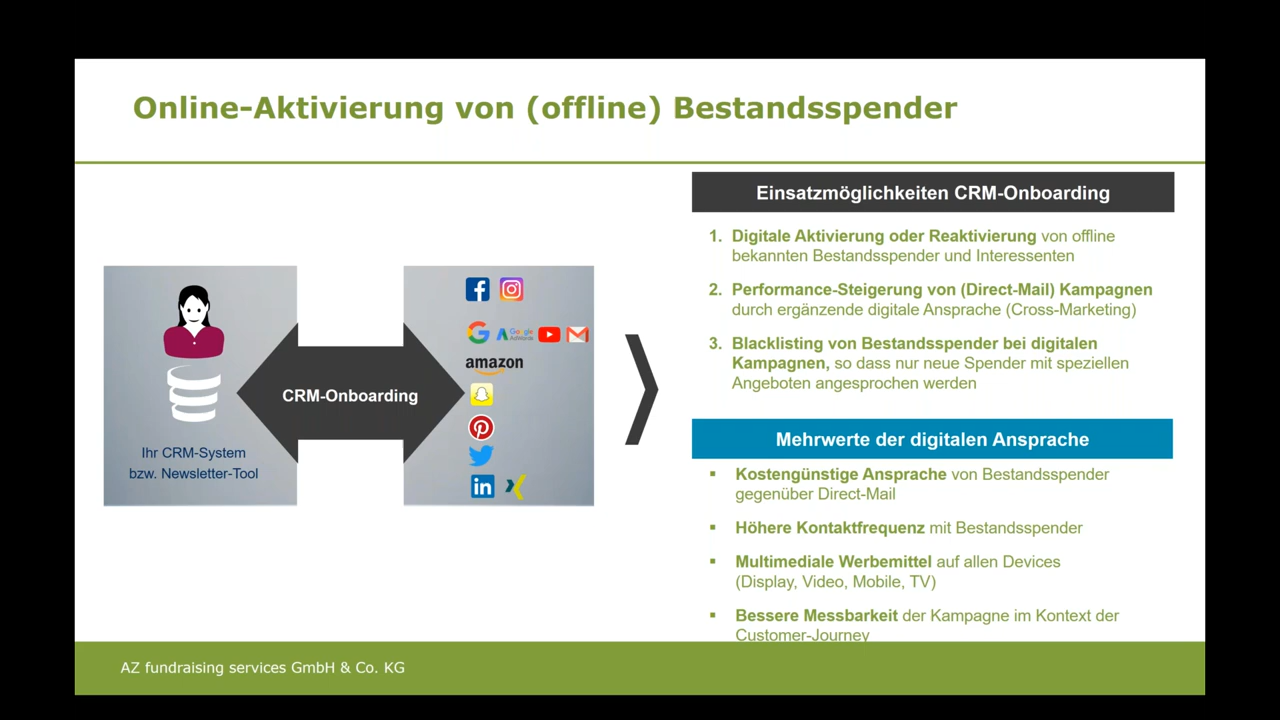 Online-Aktivierung von (offline) Bestandsspender
Ihr CRM-System
bzw. Newsletter-Tool
CRM-Onboarding
Google
AdWords
amazon
Einsatzmöglichkeiten CRM-Onboarding
1. Digitale Aktivierung oder Reaktivierung von offline
bekannten Bestandsspender und Interessenten
2. Performance-Steigerung von (Direct-Mail) Kampagnen
durch ergänzende digitale Ansprache (Cross-Marketing)
3. Blacklisting von Bestandsspender bei digitalen
Kampagnen, so dass nur neue Spender mit speziellen
Angeboten angesprochen werden
Mehrwerte der digitalen Ansprache
▪ Kostengünstige Ansprache von Bestandsspender
gegenüber Direct-Mail
▪ Höhere Kontaktfrequenz mit Bestandsspender
▪ Multimediale Werbemittel auf allen Devices
(Display, Video, Mobile, TV)
▪ Bessere Messbarkeit der Kampagne im Kontext der
Customer-Journey
AZ fundraising services GmbH & Co. KG